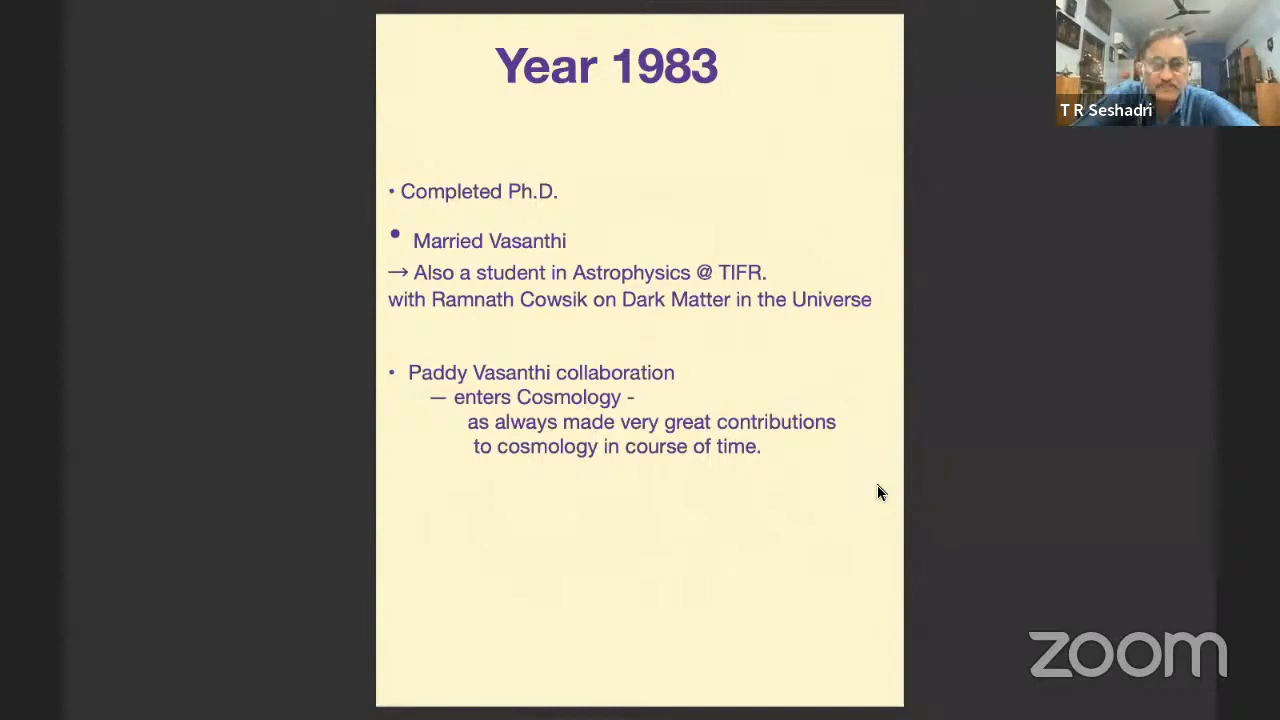 Year 1983
T R Seshadri
• Completed Ph.D.
• Married Vasanthi
→ Also a student in Astrophysics @ TIFR.
with Ramnath Cowsik on Dark Matter in the Universe
• Paddy Vasanthi collaboration
— enters Cosmology -
as always made very great contributions
to cosmology in course of time.
zoom